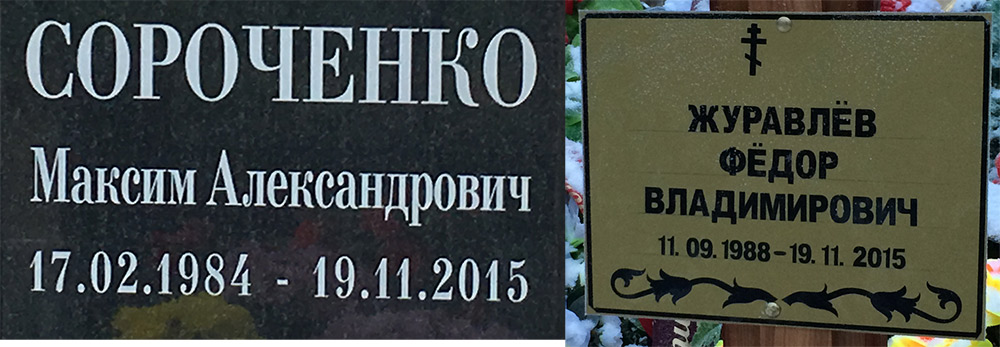 СОРОЧЕНКО
Максим Александрович
17.02.1984 - 19.11.2015
ЖУРАВЛЁВ
ФЁДОР
ВЛАДИМИРОВИЧ
11. 09. 1988 – 19. 11. 2015